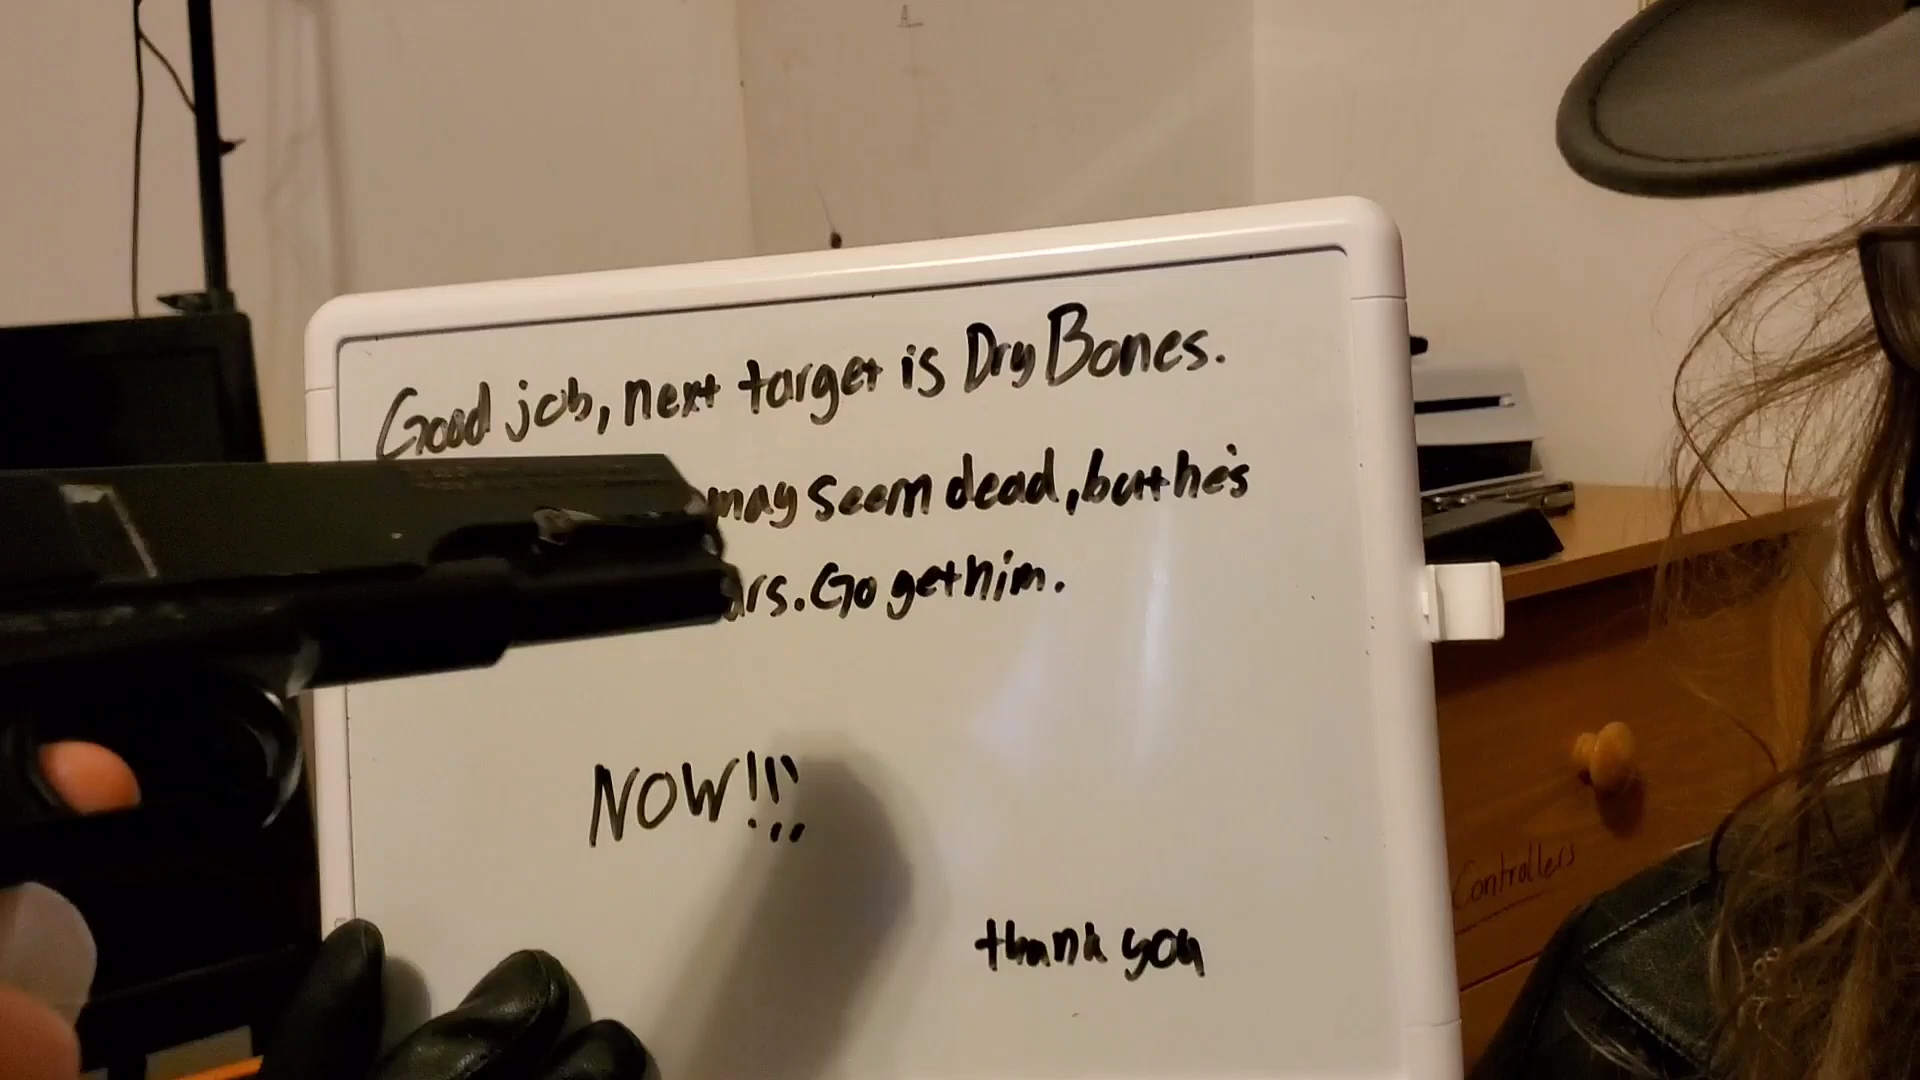 Good job, next target is Dry Bones.
may seem dead, but he's
Go get him.
NOW!!!
thank you
Controllers